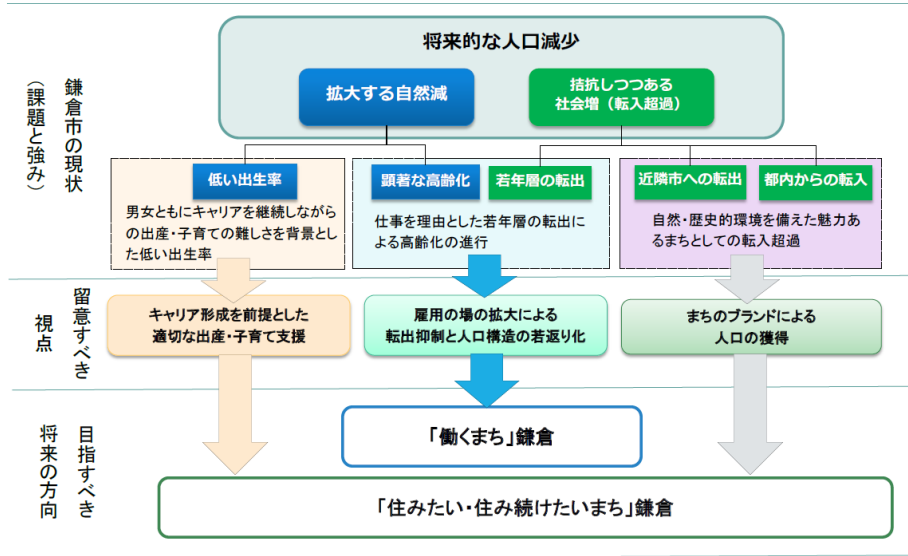 鎌倉市の現状
（課題と強み）
将来的な人口減少
拡大する自然減
拮抗しつつある
社会増（転入超過）
低い出生率
男女ともにキャリアを継続しながら
の出産・子育ての難しさを背景とし
た低い出生率
顕著な高齢化
若年層の転出
仕事を理由とした若年層の転出
による高齢化の進行
近隣市への転出
都内からの転入
自然・歴史的環境を備えた魅力あ
るまちとしての転入超過
留意すべき
視点
キャリア形成を前提とした
適切な出産・子育て支援
雇用の場の拡大による
転出抑制と人口構造の若返り化
まちのブランドによる
人口の獲得
目指すべき
将来の方向
「働くまち」鎌倉
「住みたい・住み続けたいまち」鎌倉